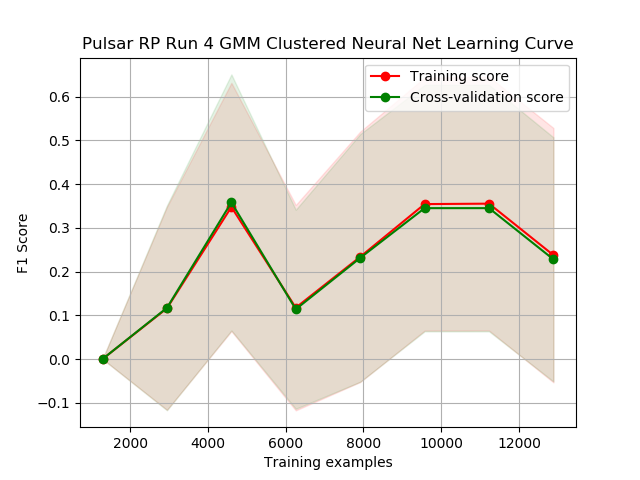 Pulsar RP Run 4 GMM Clustered Neural Net Learning Curve
Training score
Cross-validation score
0.6
0.5
0.4
0.3
0.2
0.1
0.0
−0.1
F1 Score
2000 4000 6000 8000 10000 12000
Training examples